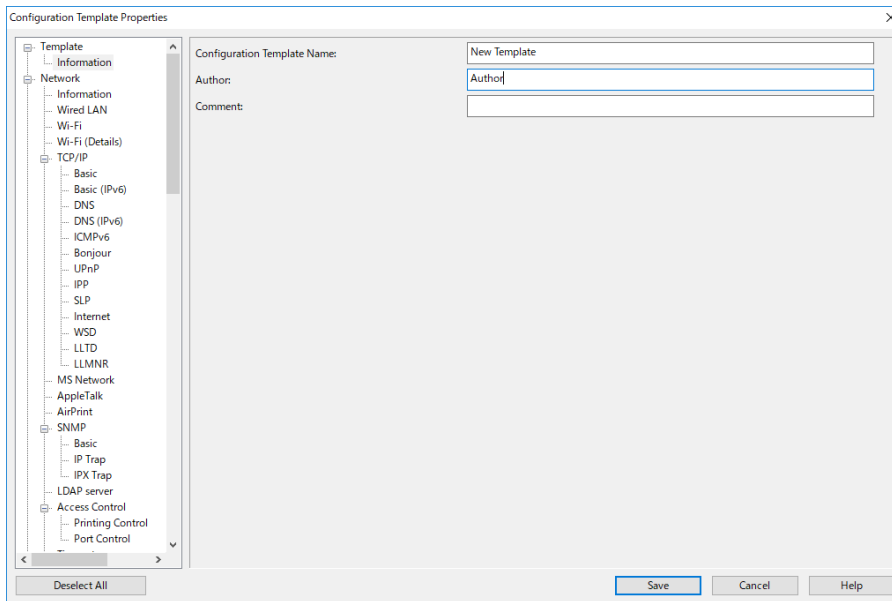 Configuration Template Properties
Template
Information
Network
Information
Wired LAN
Wi-Fi
Wi-Fi (Details)
TCP/IP
Basic
Basic (IPv6)
DNS
DNS (IPv6)
ICMPv6
Bonjour
UPnP
IPP
SLP
Internet
WSD
LLTD
LLMNR
MS Network
AppleTalk
AirPrint
SNMP
Basic
IP Trap
IPX Trap
LDAP server
Access Control
Printing Control
Port Control
Configuration Template Name: New Template
Author: Author
Comment:
Deselect All Save Cancel Help